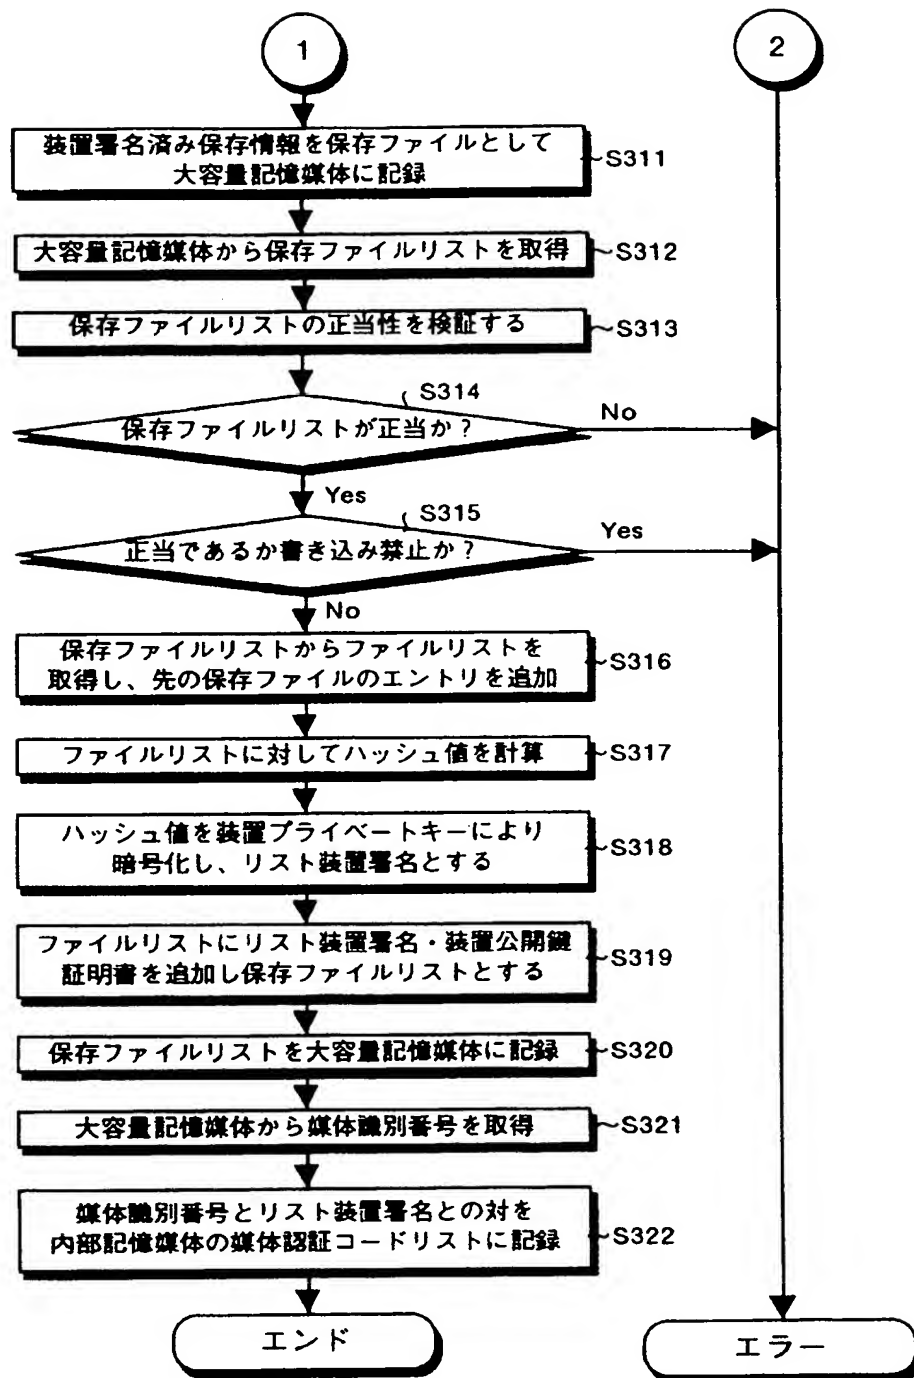 1
2
装置署名済み保存情報を保存ファイルとして
大容量記憶媒体に記録
S311
大容量記憶媒体から保存ファイルリストを取得
S312
保存ファイルリストの正当性を検証する
S313
S314
保存ファイルリストが正当か？
No
Yes
S315
正当であるか書き込み禁止か？
Yes
No
保存ファイルリストからファイルリストを
取得し、先の保存ファイルのエントリを追加
S316
ファイルリストに対してハッシュ値を計算
S317
ハッシュ値を装置プライベートキーにより
暗号化し、リスト装置署名とする
S318
ファイルリストにリスト装置署名・装置公開鍵
証明書を追加し保存ファイルリストとする
S319
保存ファイルリストを大容量記憶媒体に記録
S320
大容量記憶媒体から媒体識別番号を取得
S321
媒体識別番号とリスト装置署名との対を
内部記憶媒体の媒体認証コードリストに記録
S322
エンド
エラー